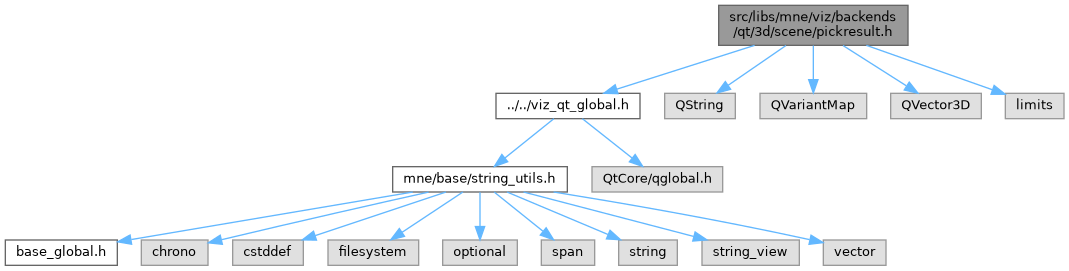 src/libs/mne/viz/backends
/qt/3d/scene/pickresult.h
../../viz_qt_global.h
QString
QVariantMap
QVector3D
limits
mne/base/string_utils.h
QtCore/qglobal.h
base_global.h
chrono
cstddef
filesystem
optional
span
string
string_view
vector